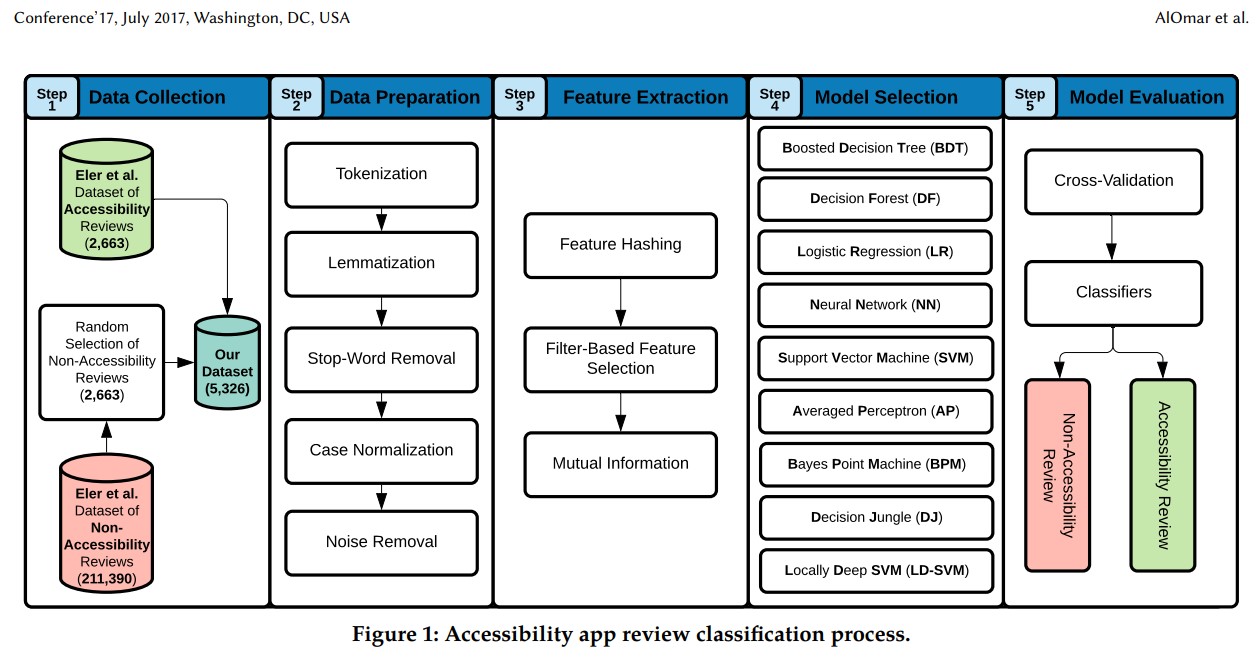 Conference'17, July 2017, Washington, DC, USA
AlOmar et al.
Step
1
Data Collection
Eler et al.
Dataset of
Accessibility
Reviews
(2,663)
Random
Selection of
Non-Accessibility
Reviews
(2,663)
Our
Dataset
(5,326)
Eler et al.
Dataset of
Non-
Accessibility
Reviews
(211,390)
Step
2
Data Preparation
Tokenization
Lemmatization
Stop-Word Removal
Case Normalization
Noise Removal
Step
3
Feature Extraction
Feature Hashing
Filter-Based Feature
Selection
Mutual Information
Step
4
Model Selection
Boosted Decision Tree (BDT)
Decision Forest (DF)
Logistic Regression (LR)
Neural Network (NN)
Support Vector Machine (SVM)
Averaged Perceptron (AP)
Bayes Point Machine (BPM)
Decision Jungle (DJ)
Locally Deep SVM (LD-SVM)
Step
5
Model Evaluation
Cross-Validation
Classifiers
Non-Accessibility
Review
Accessibility Review
Figure 1: Accessibility app review classification process.